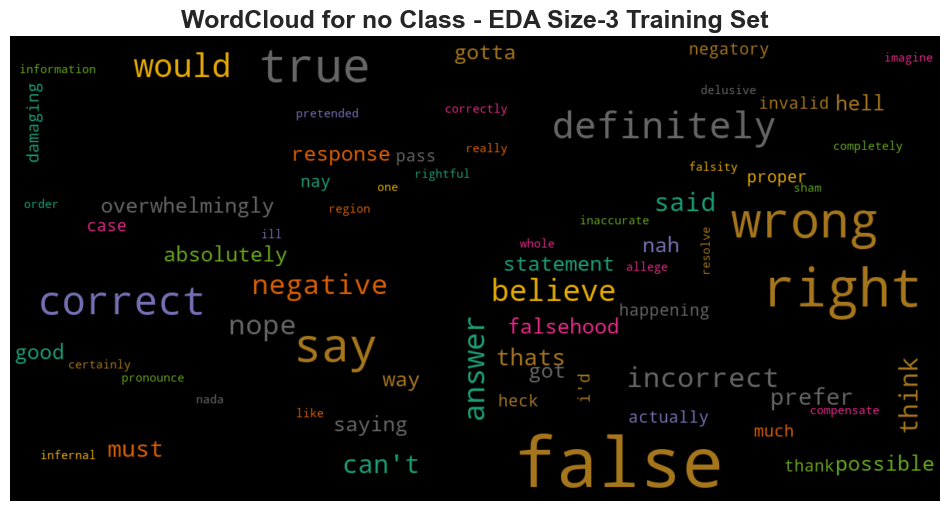 WordCloud for no Class - EDA Size-3 Training Set
information
would
true
gotta
negatory
imagine
damaging
pretended
correctly
delusive
invalid
hell
definitely
response
pass
really
completely
nay
rightful
one
falsity
proper
sham
order
overwhelmingly
region
said
case
ill
inaccurate
wrong
absolutely
whole
nah
resolve
statement
allege
correct
negative
believe
right
nope
falsehood
happening
say
answer
good
certainly
thats
pronounce
way
got
i'd
incorrect
think
nada
heck
prefer
like
saying
actually
compensate
infernal
must
can't
false
much
thank
possible